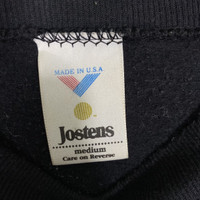 MADE IN U.S.A
Jostens
medium
Care on Reverse